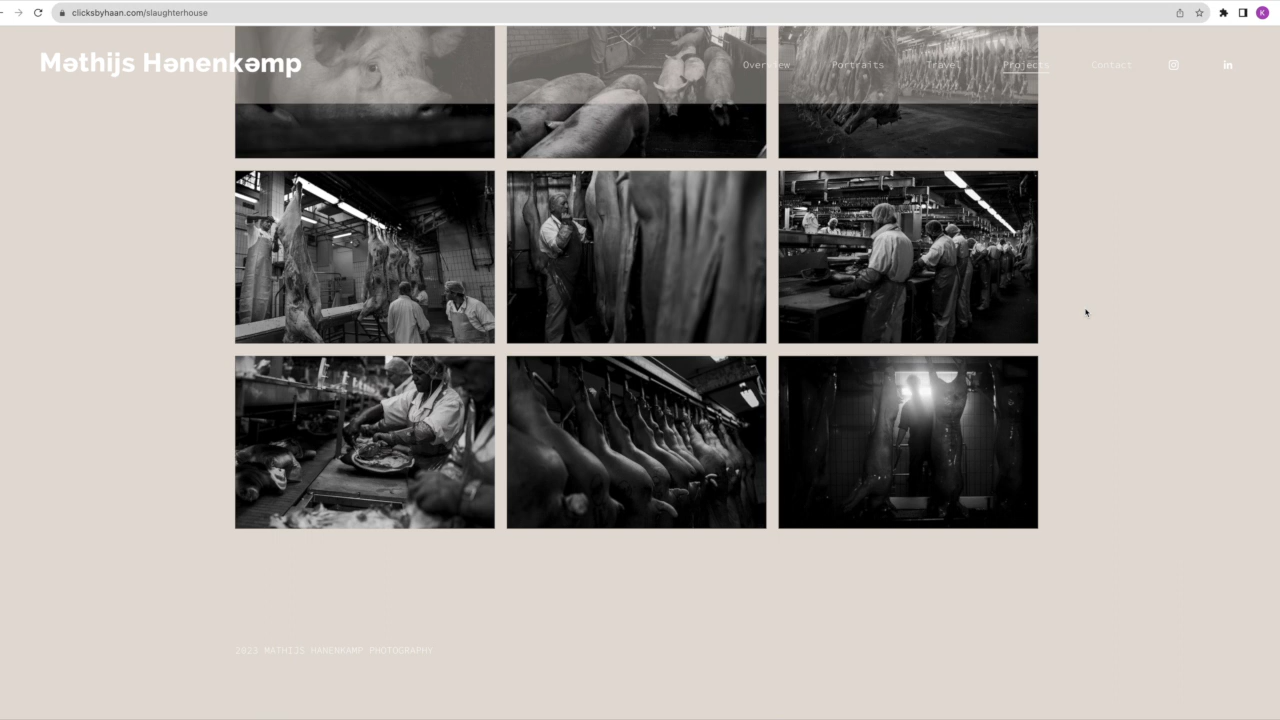 clicksbyhaan.com/slaughterhouse
K
Məthijs Hənenkəmp
Overview
Portraits
Travel
Projects
Contact
2023 MATHIJS HANENKAMP PHOTOGRAPHY